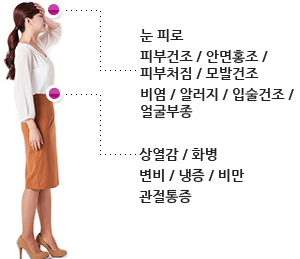 눈 피로
피부건조 / 안면홍조 /
피부처짐 / 모발건조
비염 / 알러지 / 입술건조 /
얼굴부종
상열감 / 화병
변비 / 냉증 / 비만
관절통증